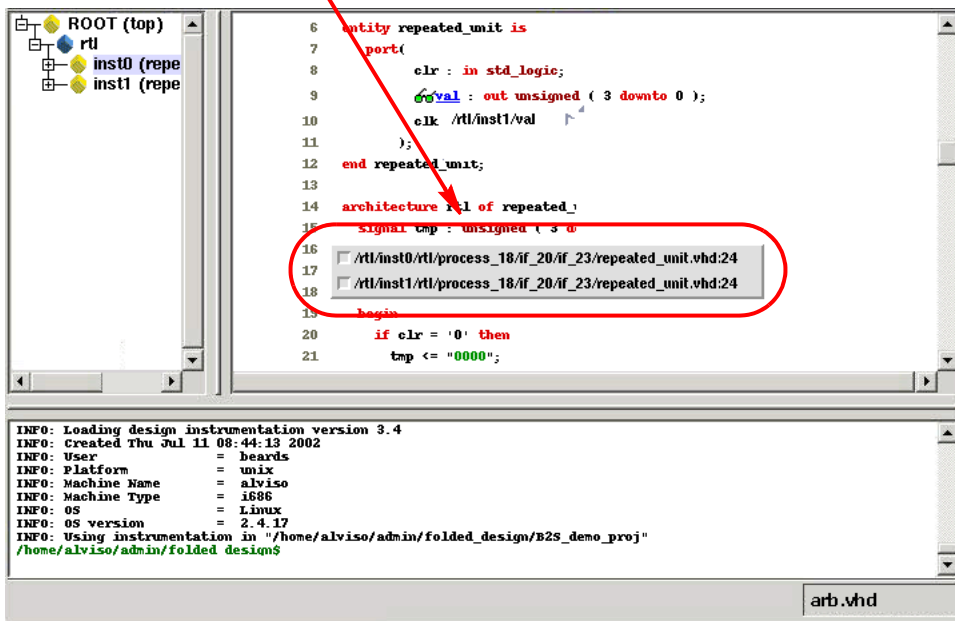 ROOT (top)
rtl
inst0 (repe
inst1 (repe
6 entity repeated_unit is
7 port(
8 clr : in std_logic;
9 val : out unsigned ( 3 downto 0 );
10 clk /rtl/inst1/val
11 );
12 end repeated_unit;
13
14 architecture rtl of repeated_
15 signal tmp : unsigned ( 3
16 /rtl/inst0/rtl/process_18/if_20/if_23/repeated_unit.vhd:24
17
18 /rtl/inst1/rtl/process_18/if_20/if_23/repeated_unit.vhd:24
19 begin
20 if clr = '0' then
21 tmp <= "0000";
INFO: Loading design instrumentation version 3.4
INFO: Created Thu Jul 11 08:44:13 2002
INFO: User = beards
INFO: Platform = unix
INFO: Machine Name = alviso
INFO: Machine Type = i686
INFO: OS = Linux
INFO: OS version = 2.4.17
INFO: Using instrumentation in "/home/alviso/admin/folded_design/B2S_demo_proj"
/home/alviso/admin/folded_design$
arb.vhd